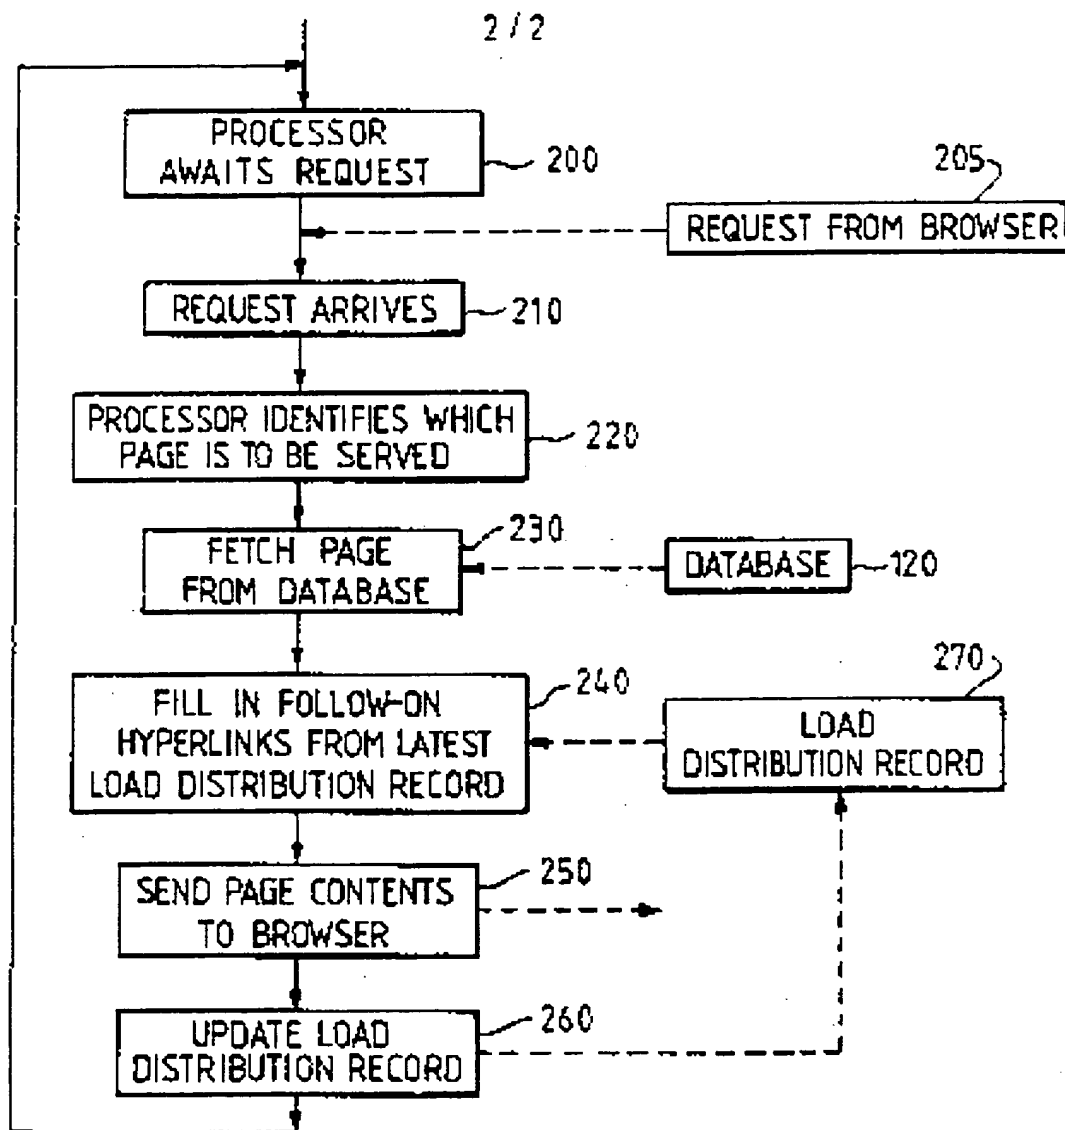 2 / 2
PROCESSOR
AWAITS REQUEST
200
205
REQUEST FROM BROWSER
REQUEST ARRIVES
210
PROCESSOR IDENTIFIES WHICH
PAGE IS TO BE SERVED
220
230
FETCH PAGE
FROM DATABASE
DATABASE
120
240
FILL IN FOLLOW-ON
HYPERLINKS FROM LATEST
LOAD DISTRIBUTION RECORD
270
LOAD
DISTRIBUTION RECORD
250
SEND PAGE CONTENTS
TO BROWSER
260
UPDATE LOAD
DISTRIBUTION RECORD